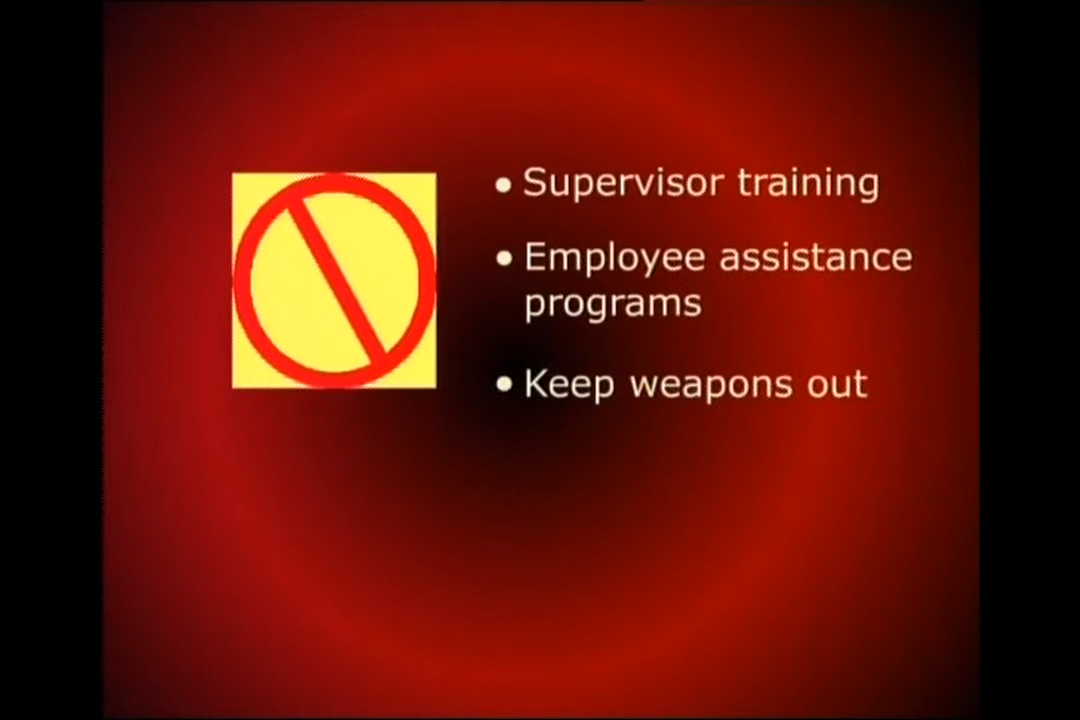 • Supervisor training
• Employee assistance
programs
• Keep weapons out